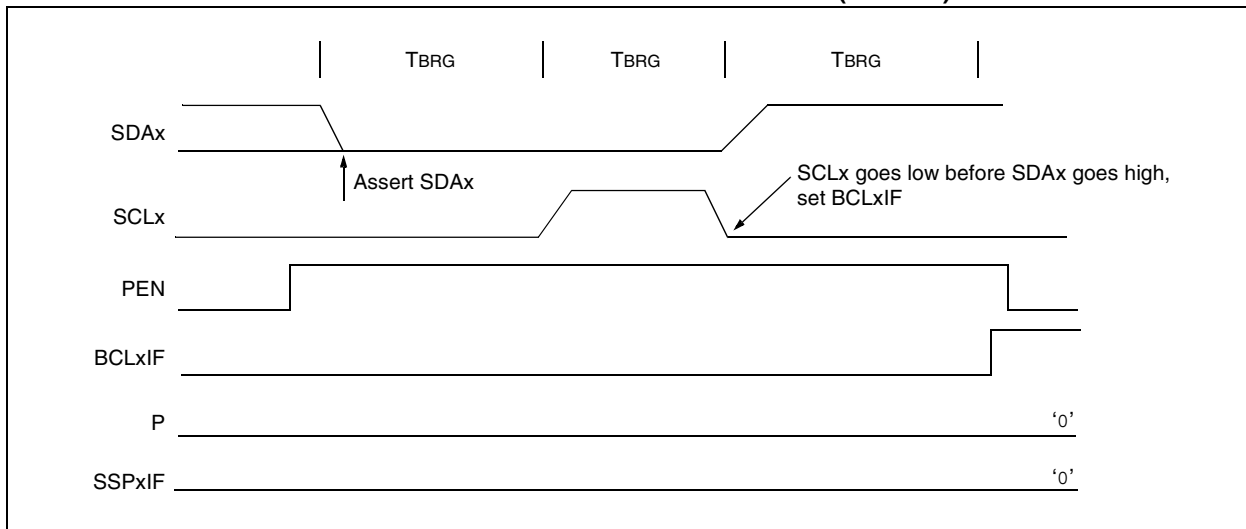 TBRG TBRG TBRG
SDAx
Assert SDAx
SCLx goes low before SDAx goes high,
set BCLxIF
SCLx
PEN
BCLxIF
P
‘0’
SSPxIF
‘0’